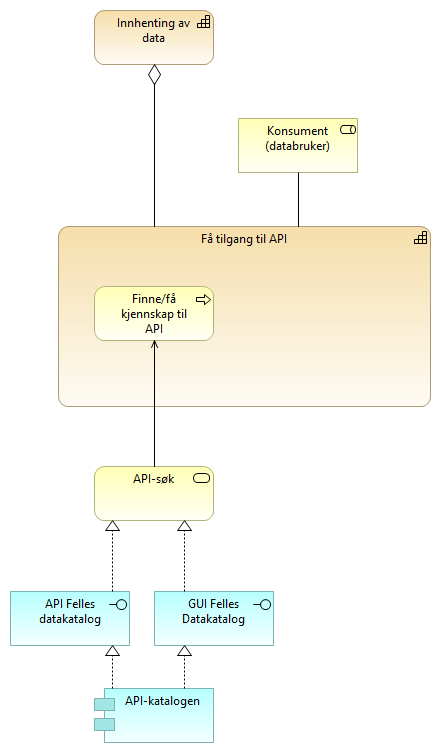 Innhenting av
data
Konsument
(databruker)
Få tilgang til API
Finne/få
kjennskap til
API
API-søk
API Felles
datakatalog
GUI Felles
Datakatalog
API-katalogen